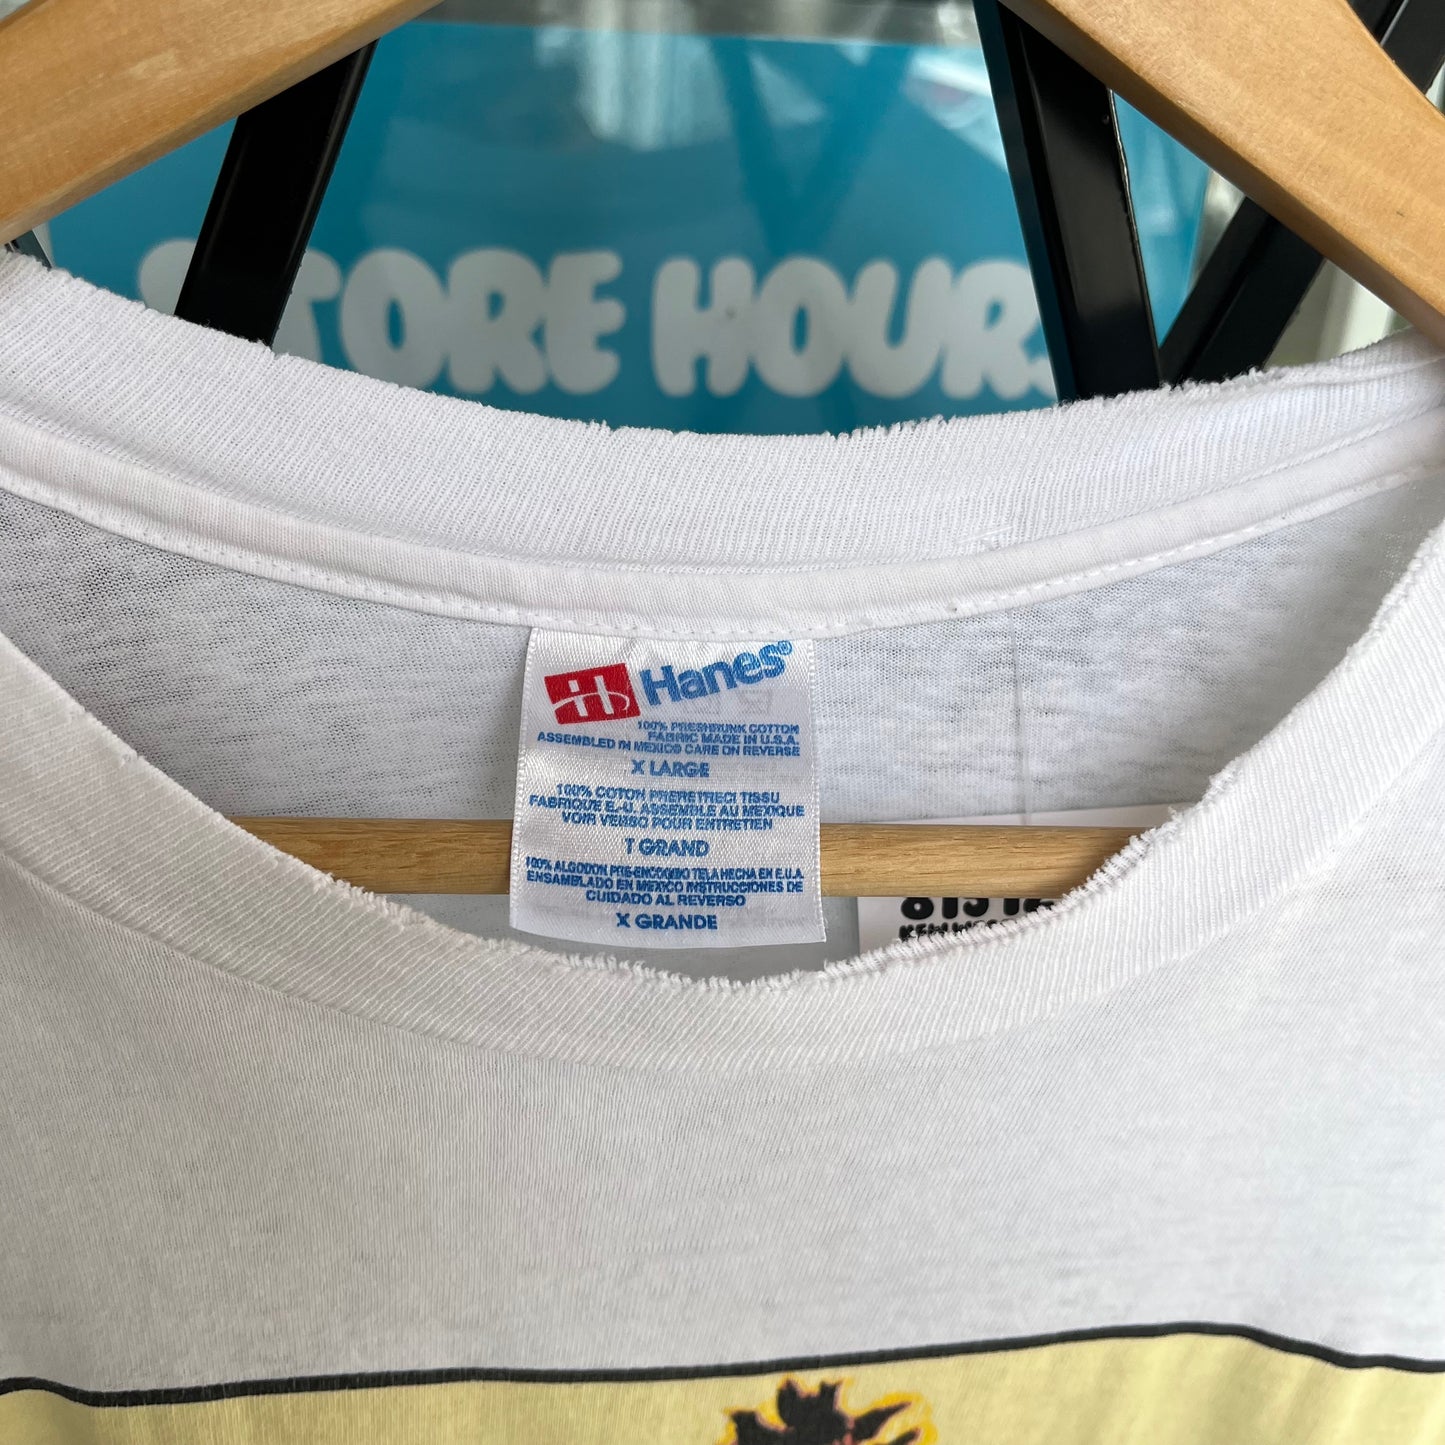 STORE HOURS
H Hanes®
100% PRESHRUNK COTTON
FABRIC MADE IN U.S.A.
ASSEMBLED IN MEXICO CARE ON REVERSE
X LARGE
100% COTON PRERETRECI TISSU
FABRIQUE E.-U. ASSEMBLE AU MEXIQUE
VOIR VERSO POUR ENTRETIEN
T GRAND
100% ALGODON PRE-ENCOGIDO TELA HECHA EN E.U.A.
ENSAMBLADO EN MEXICO INSTRUCCIONES DE
CUIDADO AL REVERSO
X GRANDE